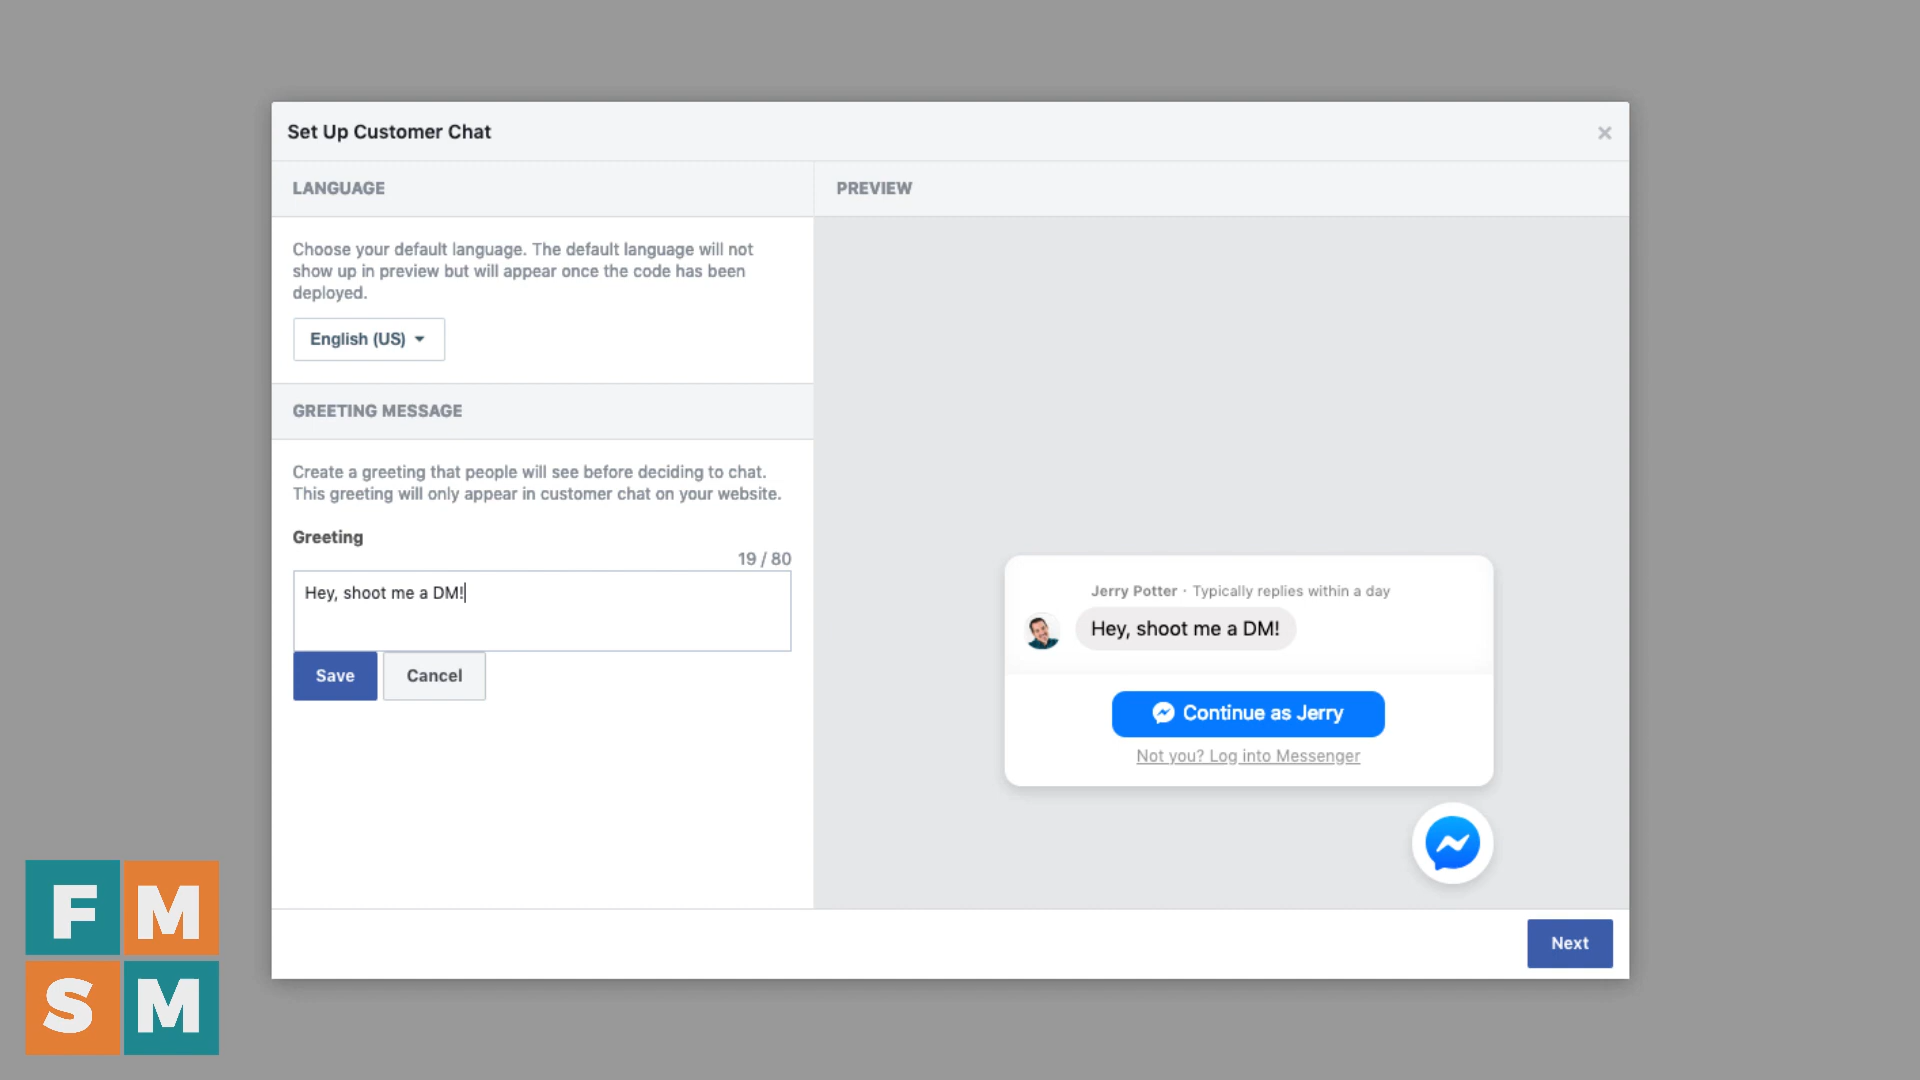 Set Up Customer Chat
×
LANGUAGE
Choose your default language. The default language will not
show up in preview but will appear once the code has been
deployed.
English (US)
GREETING MESSAGE
Create a greeting that people will see before deciding to chat.
This greeting will only appear in customer chat on your website.
Greeting
19 / 80
Hey, shoot me a DM!
Save
Cancel
PREVIEW
Jerry Potter · Typically replies within a day
Hey, shoot me a DM!
Continue as Jerry
Not you? Log into Messenger
Next
F M
S M